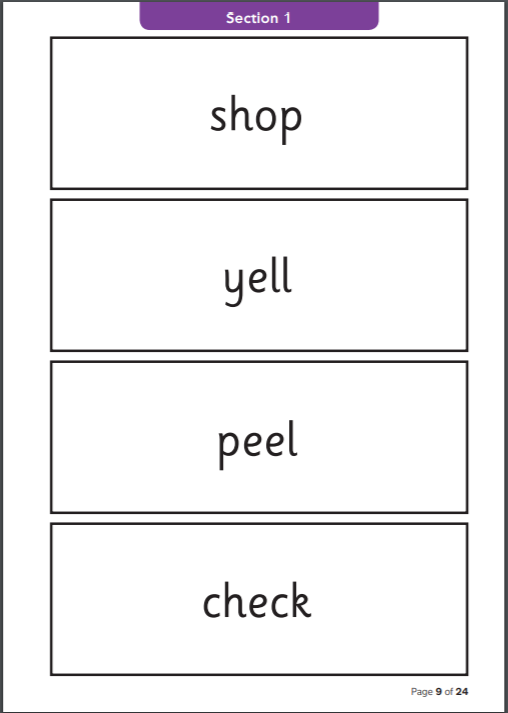 Section 1
shop
yell
peel
check
Page 9 of 24